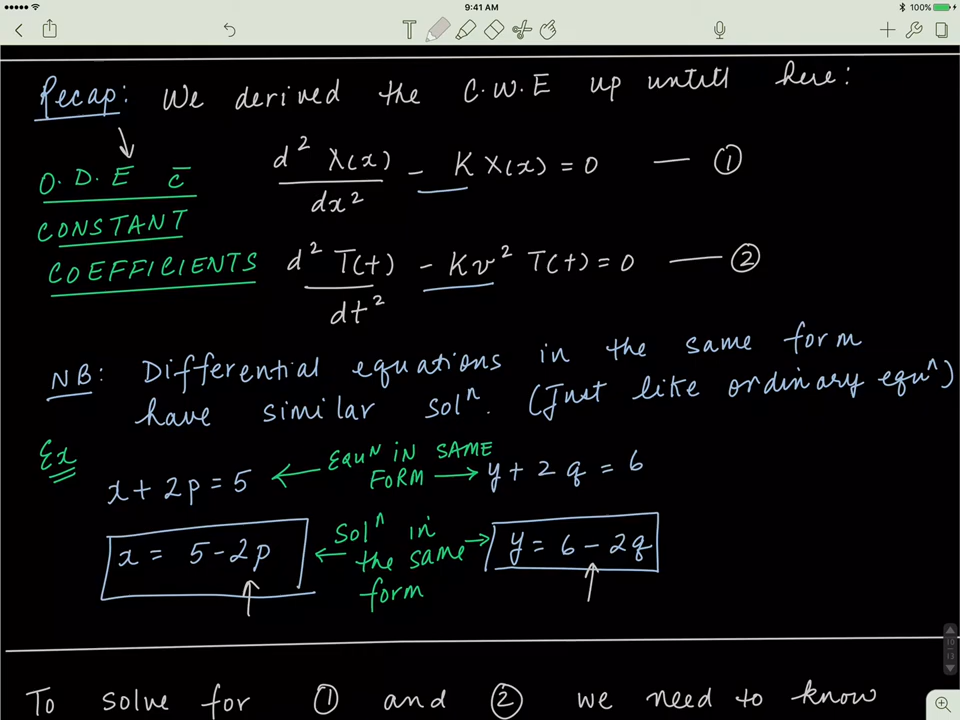 9:41 AM
100%
T
Recap: We derived the C.W.E up untill here:
O.D.E c̄
CONSTANT
COEFFICIENTS
d² X(x)/dx² - K X(x) = 0 — ①
d² T(t)/dt² - Kv² T(t) = 0 — ②
NB: Differential equations in the same form
have similar solⁿ. (Just like ordinary equⁿ)
Ex
x + 2p = 5 ← EQUᴺ IN SAME FORM → y + 2q = 6
x = 5 - 2p ← Solⁿ in the same form → y = 6 - 2q
To solve for ① and ② we need to know